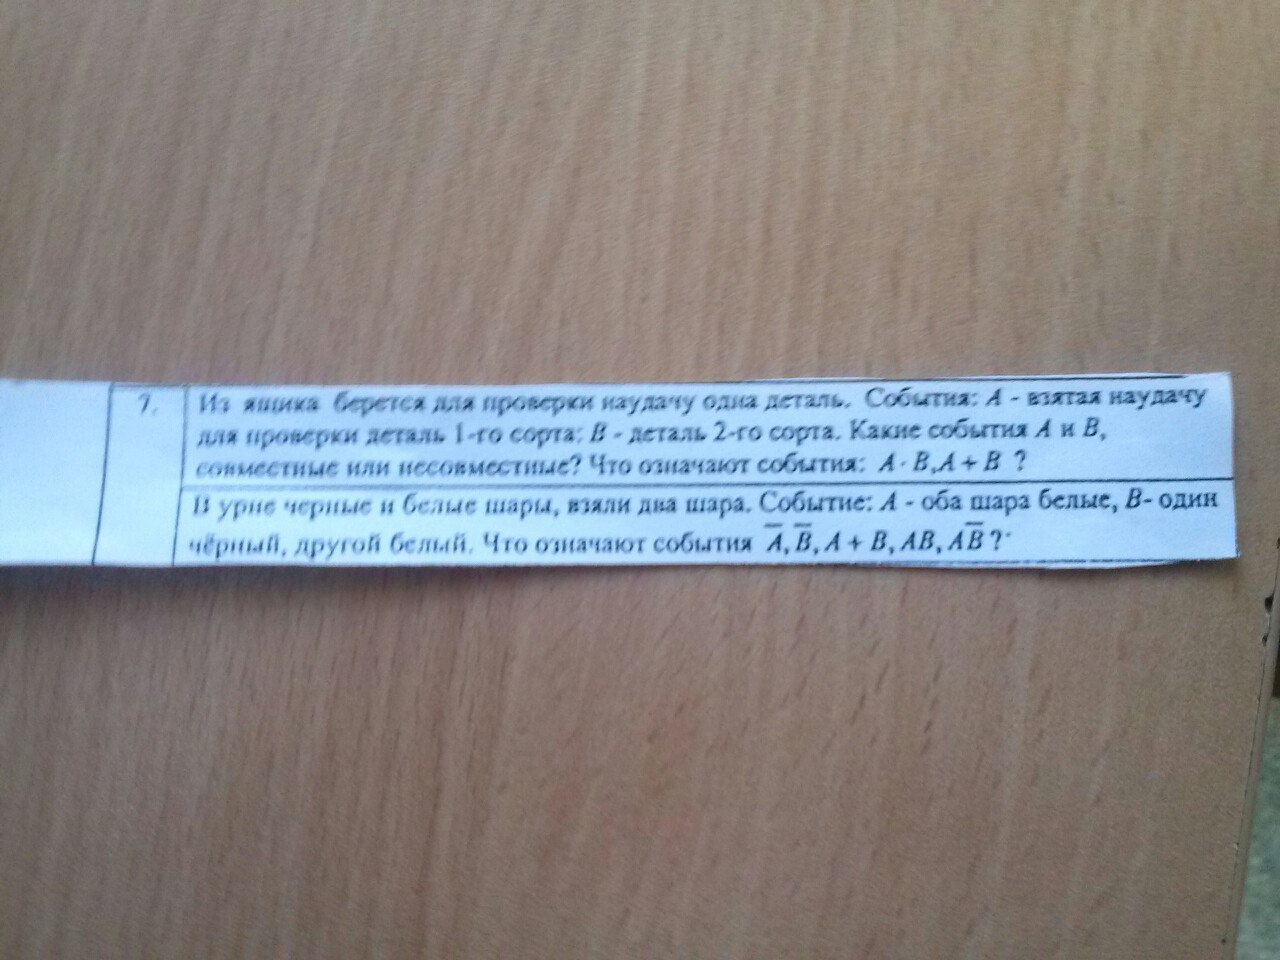 7. Из ящика берется для проверки наудачу одна деталь. События: A - взятая наудачу
для проверки деталь 1-го сорта; B - деталь 2-го сорта. Какие события A и B,
совместные или несовместные? Что означают события: A · B, A + B ?
В урне черные и белые шары, взяли два шара. Событие: A - оба шара белые, B- один
чёрный, другой белый. Что означают события A̅, B̅, A + B, AB, AB̅ ?